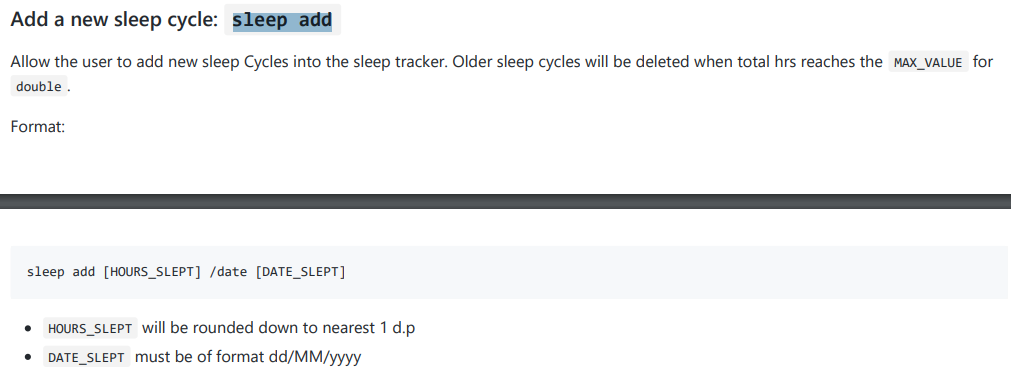 Add a new sleep cycle: sleep add
Allow the user to add new sleep Cycles into the sleep tracker. Older sleep cycles will be deleted when total hrs reaches the MAX_VALUE for
double .
Format:
sleep add [HOURS_SLEPT] /date [DATE_SLEPT]
• HOURS_SLEPT will be rounded down to nearest 1 d.p
• DATE_SLEPT must be of format dd/MM/yyyy